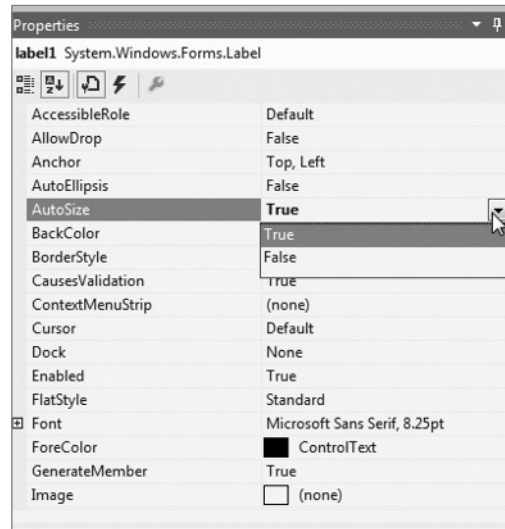 Properties
label1 System.Windows.Forms.Label
AccessibleRole Default
AllowDrop False
Anchor Top, Left
AutoEllipsis False
AutoSize True
BackColor True
BorderStyle False
CausesValidation True
ContextMenuStrip (none)
Cursor Default
Dock None
Enabled True
FlatStyle Standard
Font Microsoft Sans Serif, 8.25pt
ForeColor ControlText
GenerateMember True
Image (none)